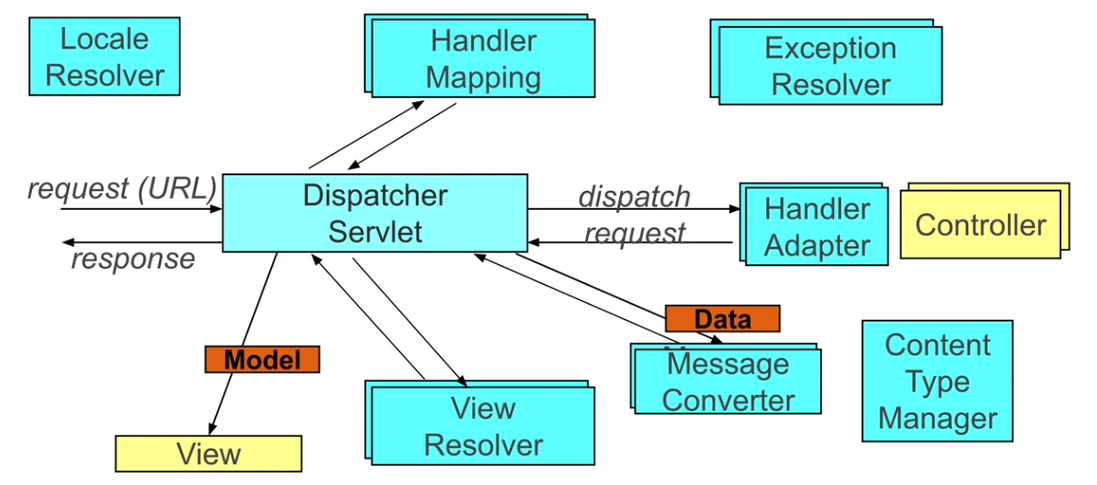 Locale
Resolver
Handler
Mapping
Exception
Resolver
request (URL)
Dispatcher
Servlet
dispatch
request
Handler
Adapter
Controller
response
Data
Model
Message
Converter
Content
Type
Manager
View
Resolver
View